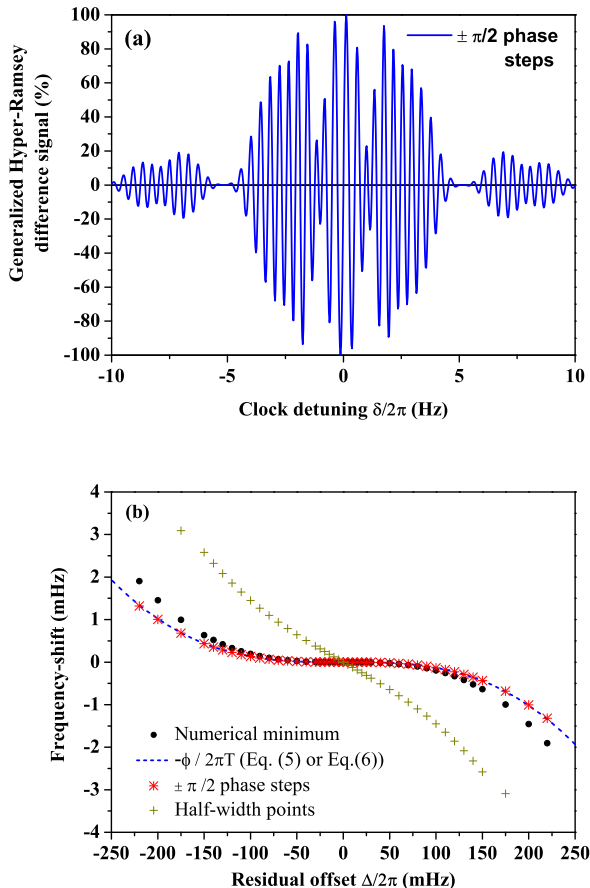 (a)
± π/2 phase
steps
Generalized Hyper-Ramsey
difference signal (%)
100
80
60
40
20
0
-20
-40
-60
-80
-100
-10
-5
0
5
10
Clock detuning δ/2π (Hz)
(b)
Frequency-shift (mHz)
4
3
2
1
0
-1
-2
-3
-4
Numerical minimum
-ϕ / 2πT (Eq. (5) or Eq.(6))
± π /2 phase steps
Half-width points
-250 -200 -150 -100 -50 0 50 100 150 200 250
Residual offset Δ/2π (mHz)